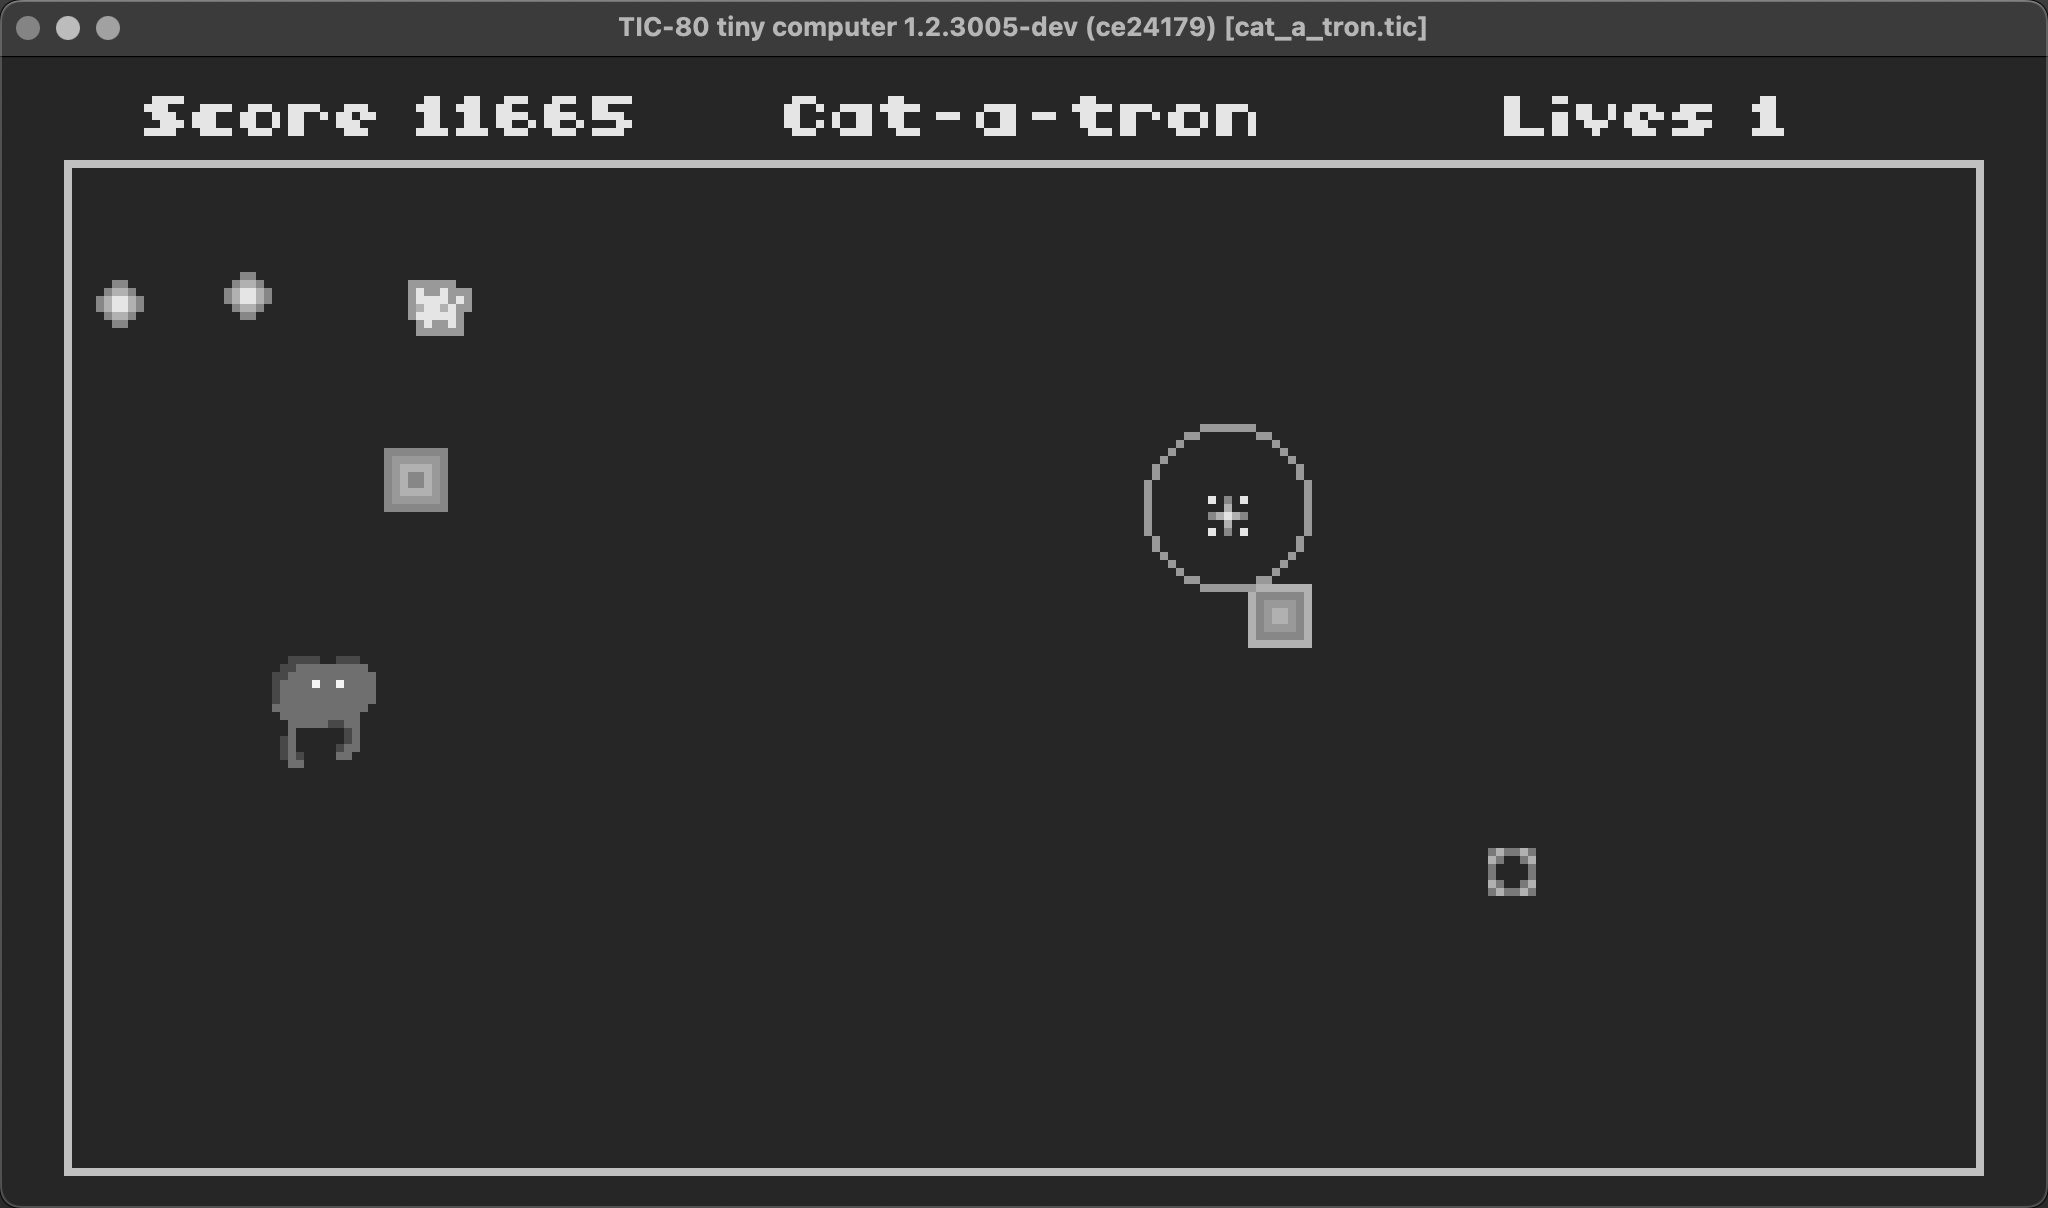 TIC-80 tiny computer 1.2.3005-dev (ce24179) [cat_a_tron.tic]
Score 11665 Cat-a-tron Lives 1